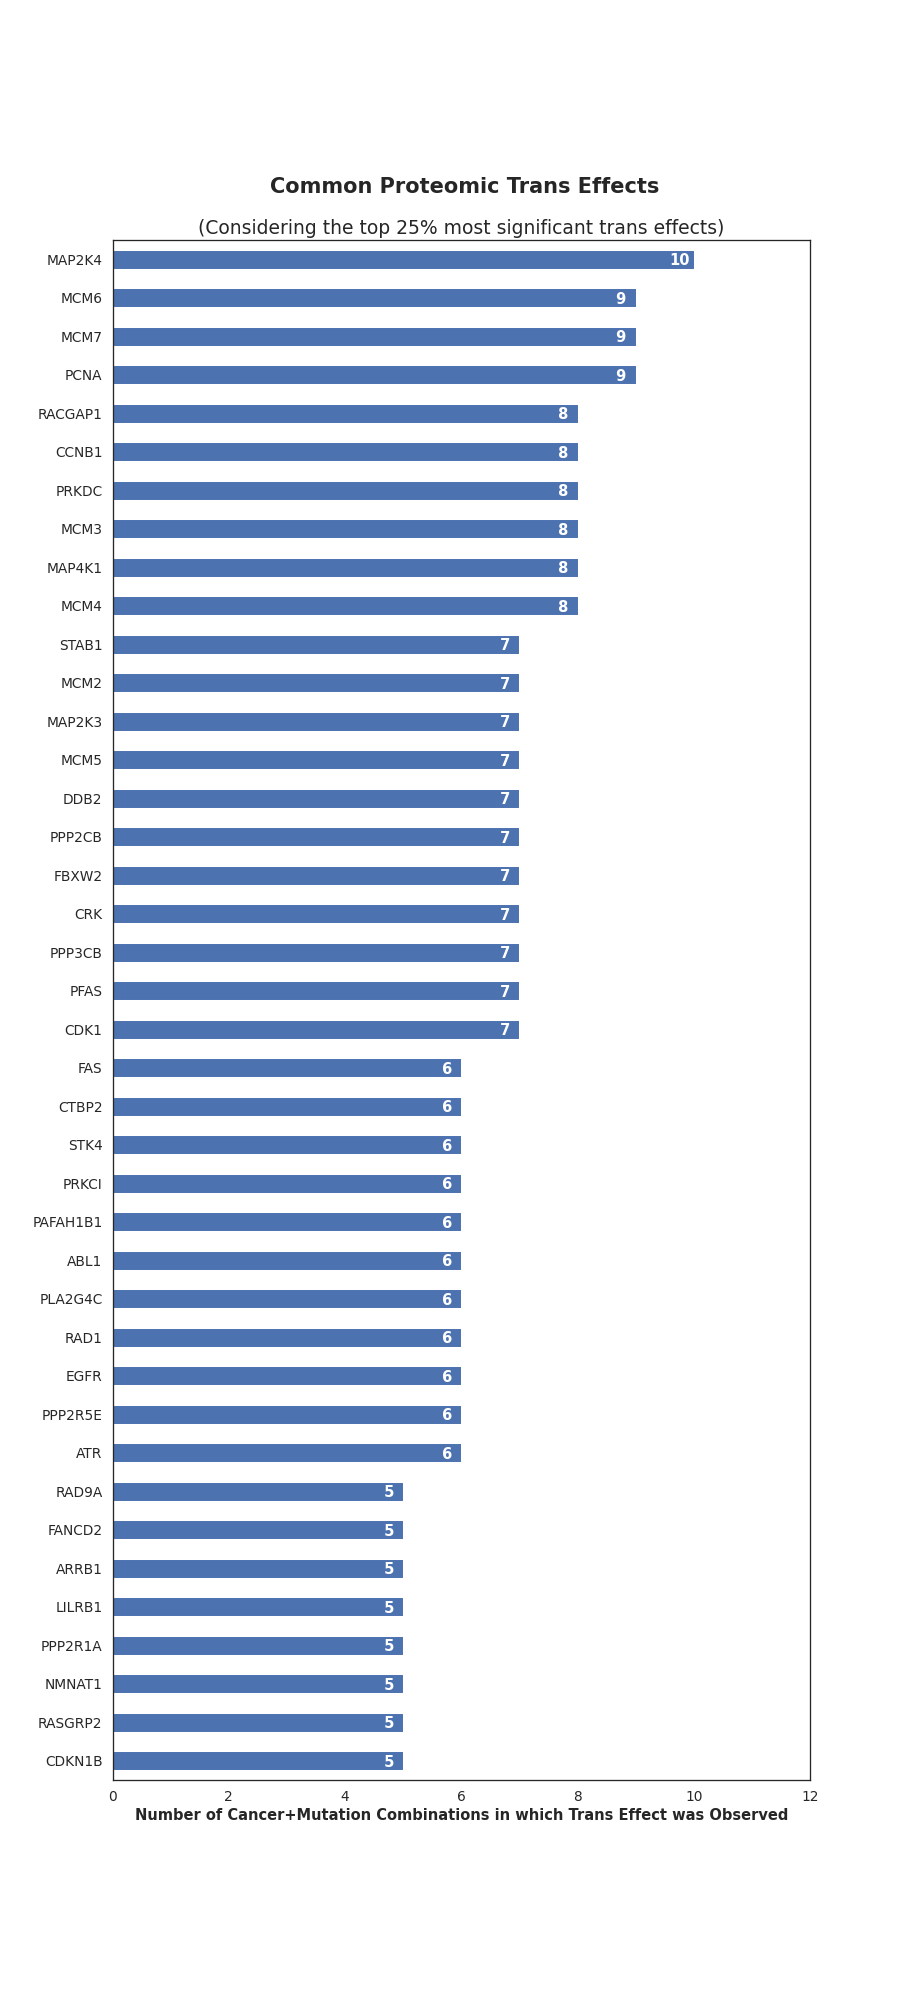 Common Proteomic Trans Effects
(Considering the top 25% most significant trans effects)
MAP2K4 10
MCM6 9
MCM7 9
PCNA 9
RACGAP1 8
CCNB1 8
PRKDC 8
MCM3 8
MAP4K1 8
MCM4 8
STAB1 7
MCM2 7
MAP2K3 7
MCM5 7
DDB2 7
PPP2CB 7
FBXW2 7
CRK 7
PPP3CB 7
PFAS 7
CDK1 7
FAS 6
CTBP2 6
STK4 6
PRKCI 6
PAFAH1B1 6
ABL1 6
PLA2G4C 6
RAD1 6
EGFR 6
PPP2R5E 6
ATR 6
RAD9A 5
FANCD2 5
ARRB1 5
LILRB1 5
PPP2R1A 5
NMNAT1 5
RASGRP2 5
CDKN1B 5
0 2 4 6 8 10 12
Number of Cancer+Mutation Combinations in which Trans Effect was Observed